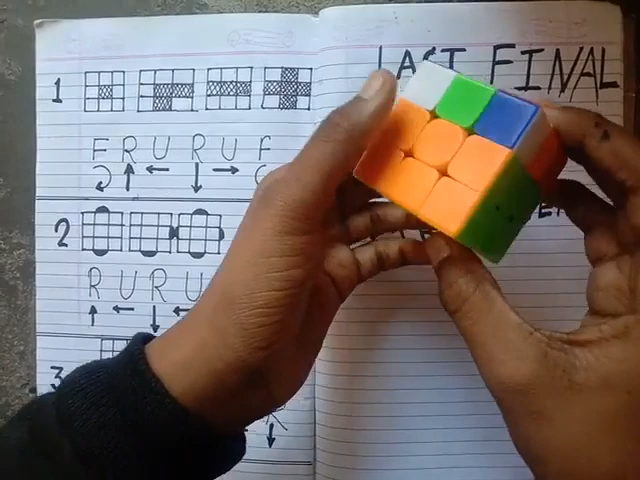 LAST FINAL
1
F R U R U F
2
R U R U
3